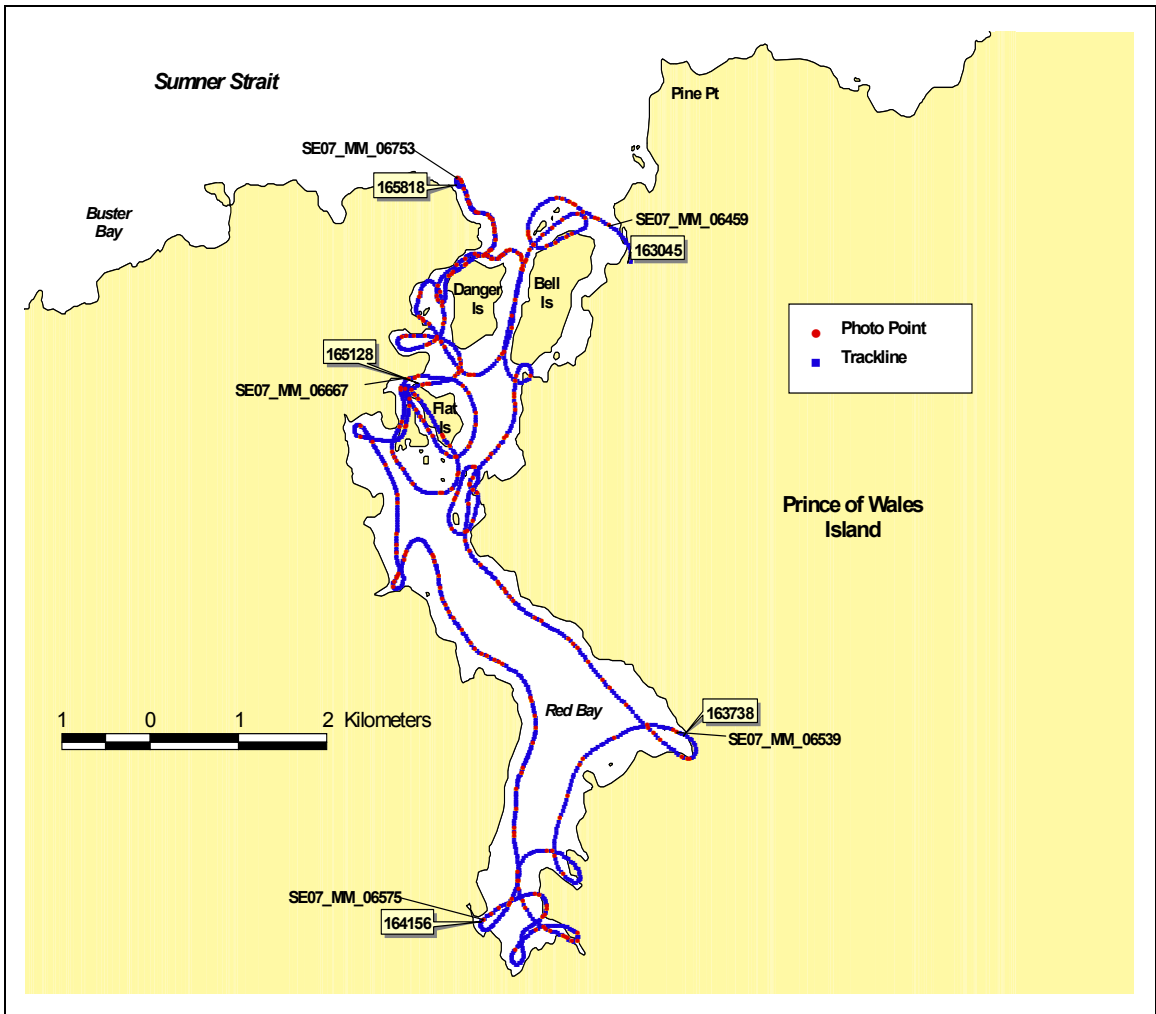 Sumner Strait
Pine Pt
SE07_MM_06753
165818
Buster
Bay
SE07_MM_06459
163045
Danger
Is
Bell
Is
Photo Point
Trackline
165128
SE07_MM_06667
Flat
Is
Prince of Wales
Island
1 0 1 2 Kilometers
Red Bay
163738
SE07_MM_06539
SE07_MM_06575
164156